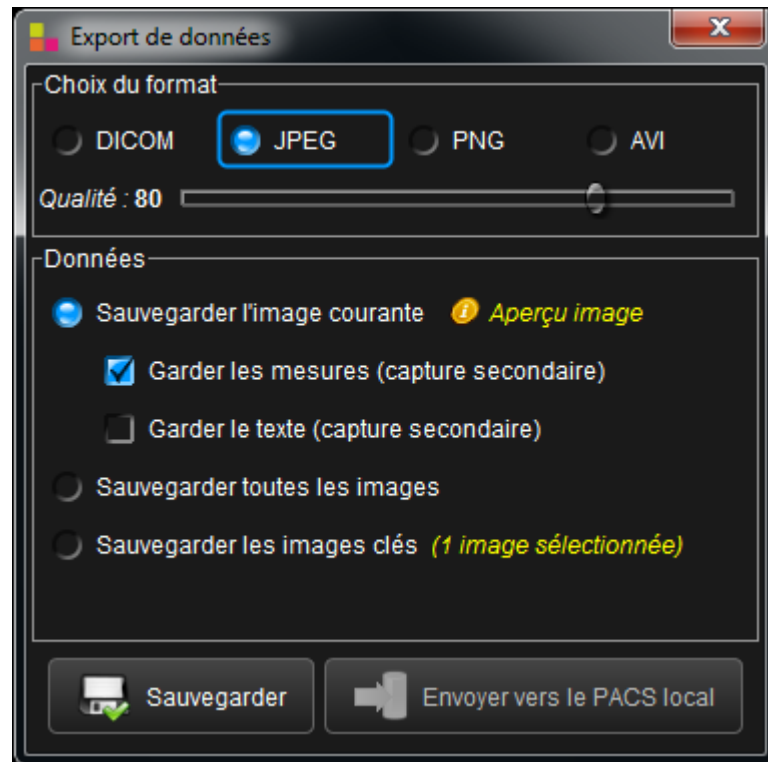 Export de données
Choix du format
DICOM JPEG PNG AVI
Qualité : 80
Données
Sauvegarder l'image courante Aperçu image
Garder les mesures (capture secondaire)
Garder le texte (capture secondaire)
Sauvegarder toutes les images
Sauvegarder les images clés (1 image sélectionnée)
Sauvegarder Envoyer vers le PACS local